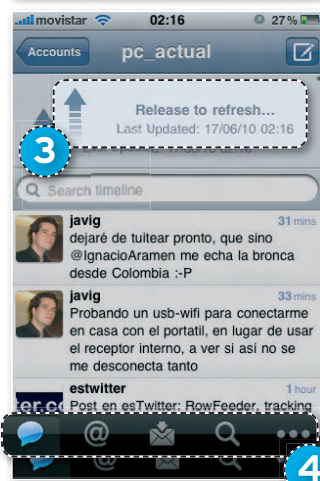 movistar 02:16 27%
Accounts pc_actual
Release to refresh...
Last Updated: 17/06/10 02:16
3
Search timeline
javig 31 mins
dejaré de tuitear pronto, que sino
@IgnacioAramen me echa la bronca
desde Colombia :-P
javig 33 mins
Probando un usb-wifi para conectarme
en casa con el portatil, en lugar de usar
el receptor interno, a ver si así no se
me desconecta tanto
estwitter 1 hour
ter.co Post en esTwitter: RowFeeder, tracking
@
4